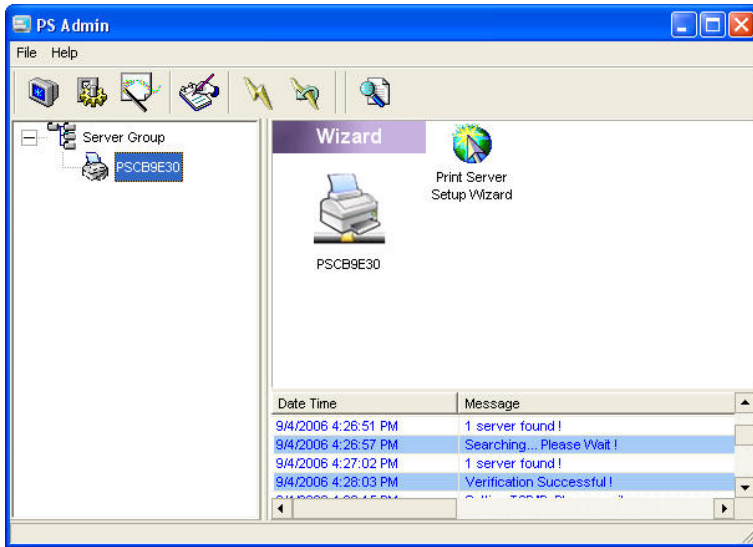 PS Admin
File Help
Server Group
PSCB9E30
Wizard
Print Server
Setup Wizard
PSCB9E30
Date Time Message
9/4/2006 4:26:51 PM 1 server found !
9/4/2006 4:26:57 PM Searching... Please Wait !
9/4/2006 4:27:02 PM 1 server found !
9/4/2006 4:28:03 PM Verification Successful !